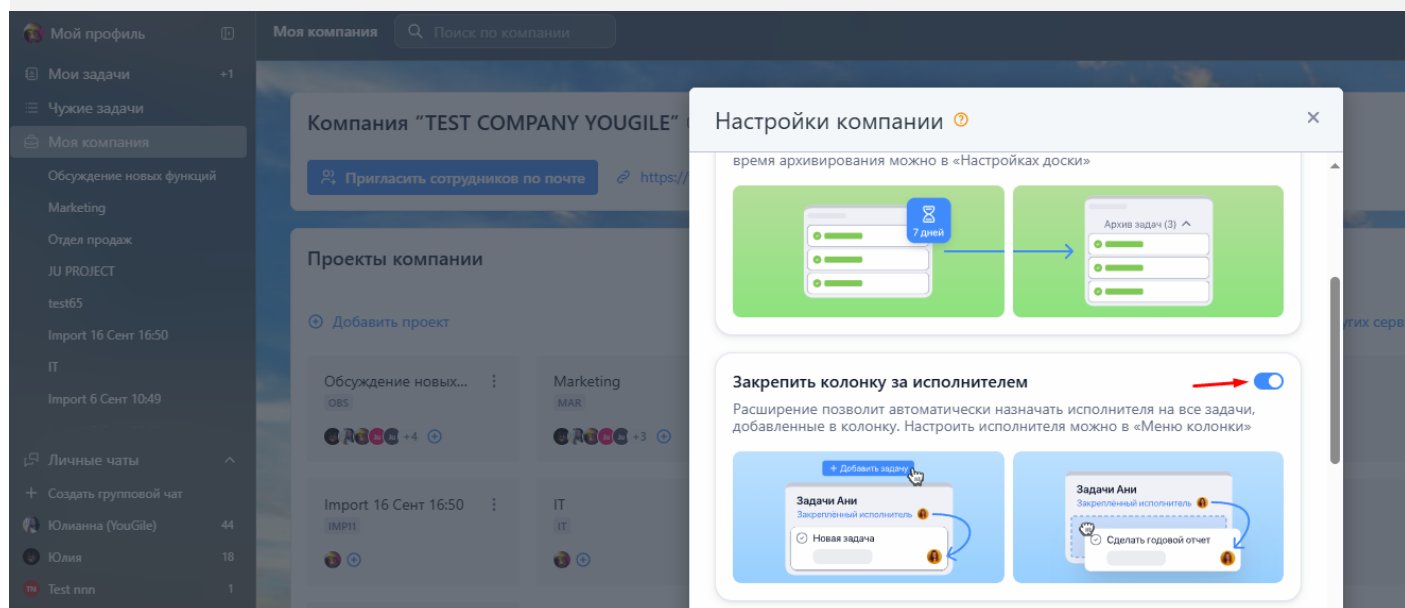 Мой профиль
Мои задачи +1
Чужие задачи
Моя компания
Обсуждение новых функций
Marketing
Отдел продаж
JU PROJECT
test65
Import 16 Сент 16:50
IT
Import 6 Сент 10:49
Личные чаты
Создать групповой чат
Юлианна (YouGile) 44
Юлия 18
TN Test nnn 1
Моя компания Поиск по компании
Компания “TEST COMPANY YOUGILE”
Пригласить сотрудников по почте https://
Проекты компании
Добавить проект
Обсуждение новых...
OBS
+4
Marketing
MAR
+3
Import 16 Сент 16:50
IMP11
IT
IT
Настройки компании
время архивирования можно в «Настройках доски»
7 дней
Архив задач (3)
Закрепить колонку за исполнителем
Расширение позволит автоматически назначать исполнителя на все задачи,
добавленные в колонку. Настроить исполнителя можно в «Меню колонки»
+ Добавить задачу
Задачи Ани
Закреплённый исполнитель
Новая задача
Задачи Ани
Закреплённый исполнитель
Сделать годовой отчет